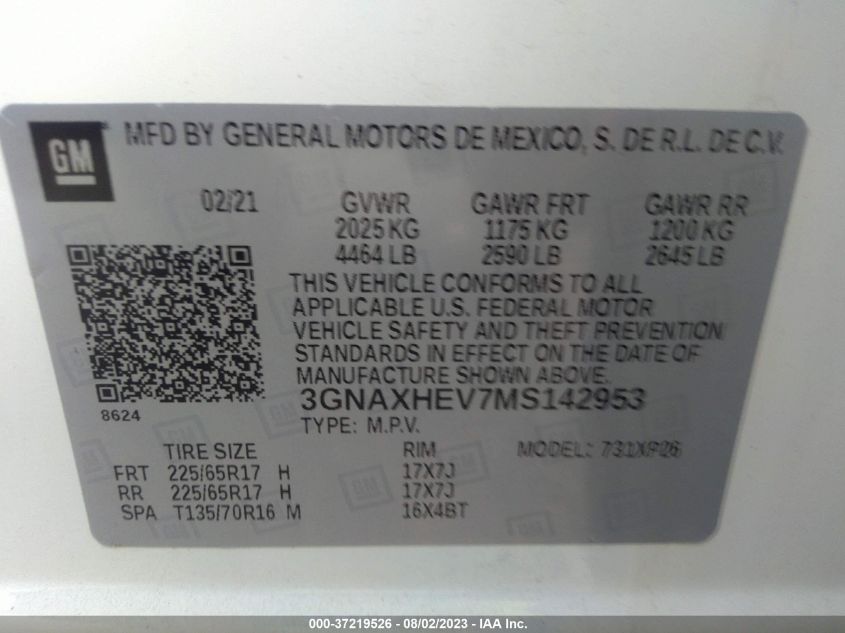 GM
MFD BY GENERAL MOTORS DE MEXICO, S. DE R.L. DE C.V.
02/21 GVWR GAWR FRT GAWR RR
2025 KG 1175 KG 1200 KG
4464 LB 2590 LB 2645 LB
THIS VEHICLE CONFORMS TO ALL
APPLICABLE U.S. FEDERAL MOTOR
VEHICLE SAFETY AND THEFT PREVENTION
STANDARDS IN EFFECT ON THE DATE OF
MANUFACTURE SHOWN ABOVE.
8624
3GNAXHEV7MS142953
TYPE: M.P.V.
TIRE SIZE RIM MODEL:
FRT 225/65R17 H 17X7J
RR 225/65R17 H 17X7J
SPA T135/70R16 M 16X4BT
000-37219526 - 08/02/2023 - IAA Inc.